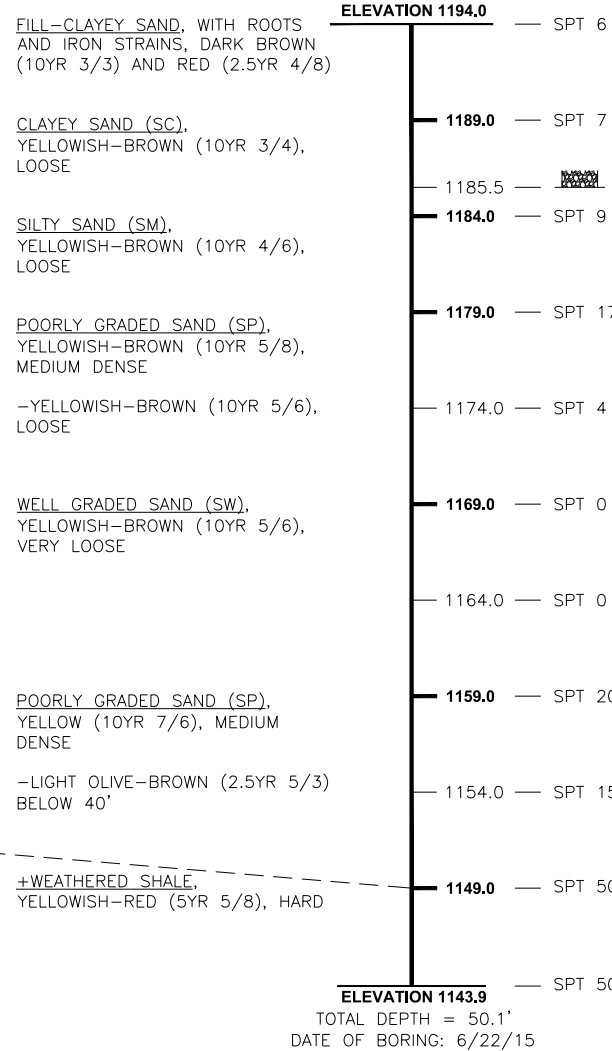 ELEVATION 1194.0
FILL-CLAYEY SAND, WITH ROOTS
AND IRON STRAINS, DARK BROWN
(10YR 3/3) AND RED (2.5YR 4/8)
SPT 6
CLAYEY SAND (SC),
YELLOWISH-BROWN (10YR 3/4),
LOOSE
1189.0
SPT 7
1185.5
SILTY SAND (SM),
YELLOWISH-BROWN (10YR 4/6),
LOOSE
1184.0
SPT 9
POORLY GRADED SAND (SP),
YELLOWISH-BROWN (10YR 5/8),
MEDIUM DENSE
1179.0
SPT 17
-YELLOWISH-BROWN (10YR 5/6),
LOOSE
1174.0
SPT 4
WELL GRADED SAND (SW),
YELLOWISH-BROWN (10YR 5/6),
VERY LOOSE
1169.0
SPT 0
1164.0
SPT 0
POORLY GRADED SAND (SP),
YELLOW (10YR 7/6), MEDIUM
DENSE
1159.0
SPT 20
-LIGHT OLIVE-BROWN (2.5YR 5/3)
BELOW 40'
1154.0
SPT 15
+WEATHERED SHALE,
YELLOWISH-RED (5YR 5/8), HARD
1149.0
SPT 50
SPT 50
ELEVATION 1143.9
TOTAL DEPTH = 50.1'
DATE OF BORING: 6/22/15